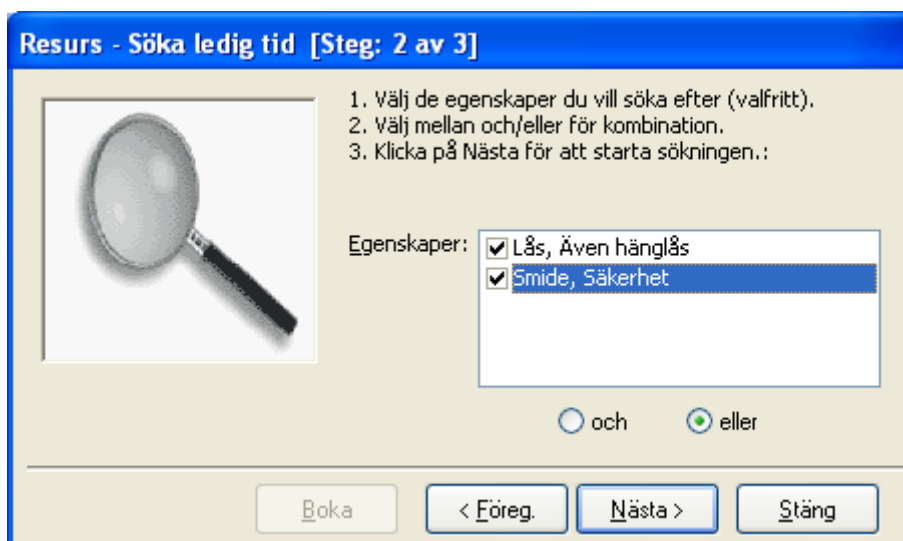 Resurs - Söka ledig tid [Steg: 2 av 3]
1. Välj de egenskaper du vill söka efter (valfritt).
2. Välj mellan och/eller för kombination.
3. Klicka på Nästa för att starta sökningen.:
Egenskaper:
Lås, Även hänglås
Smide, Säkerhet
och eller
Boka < Föreg. Nästa > Stäng